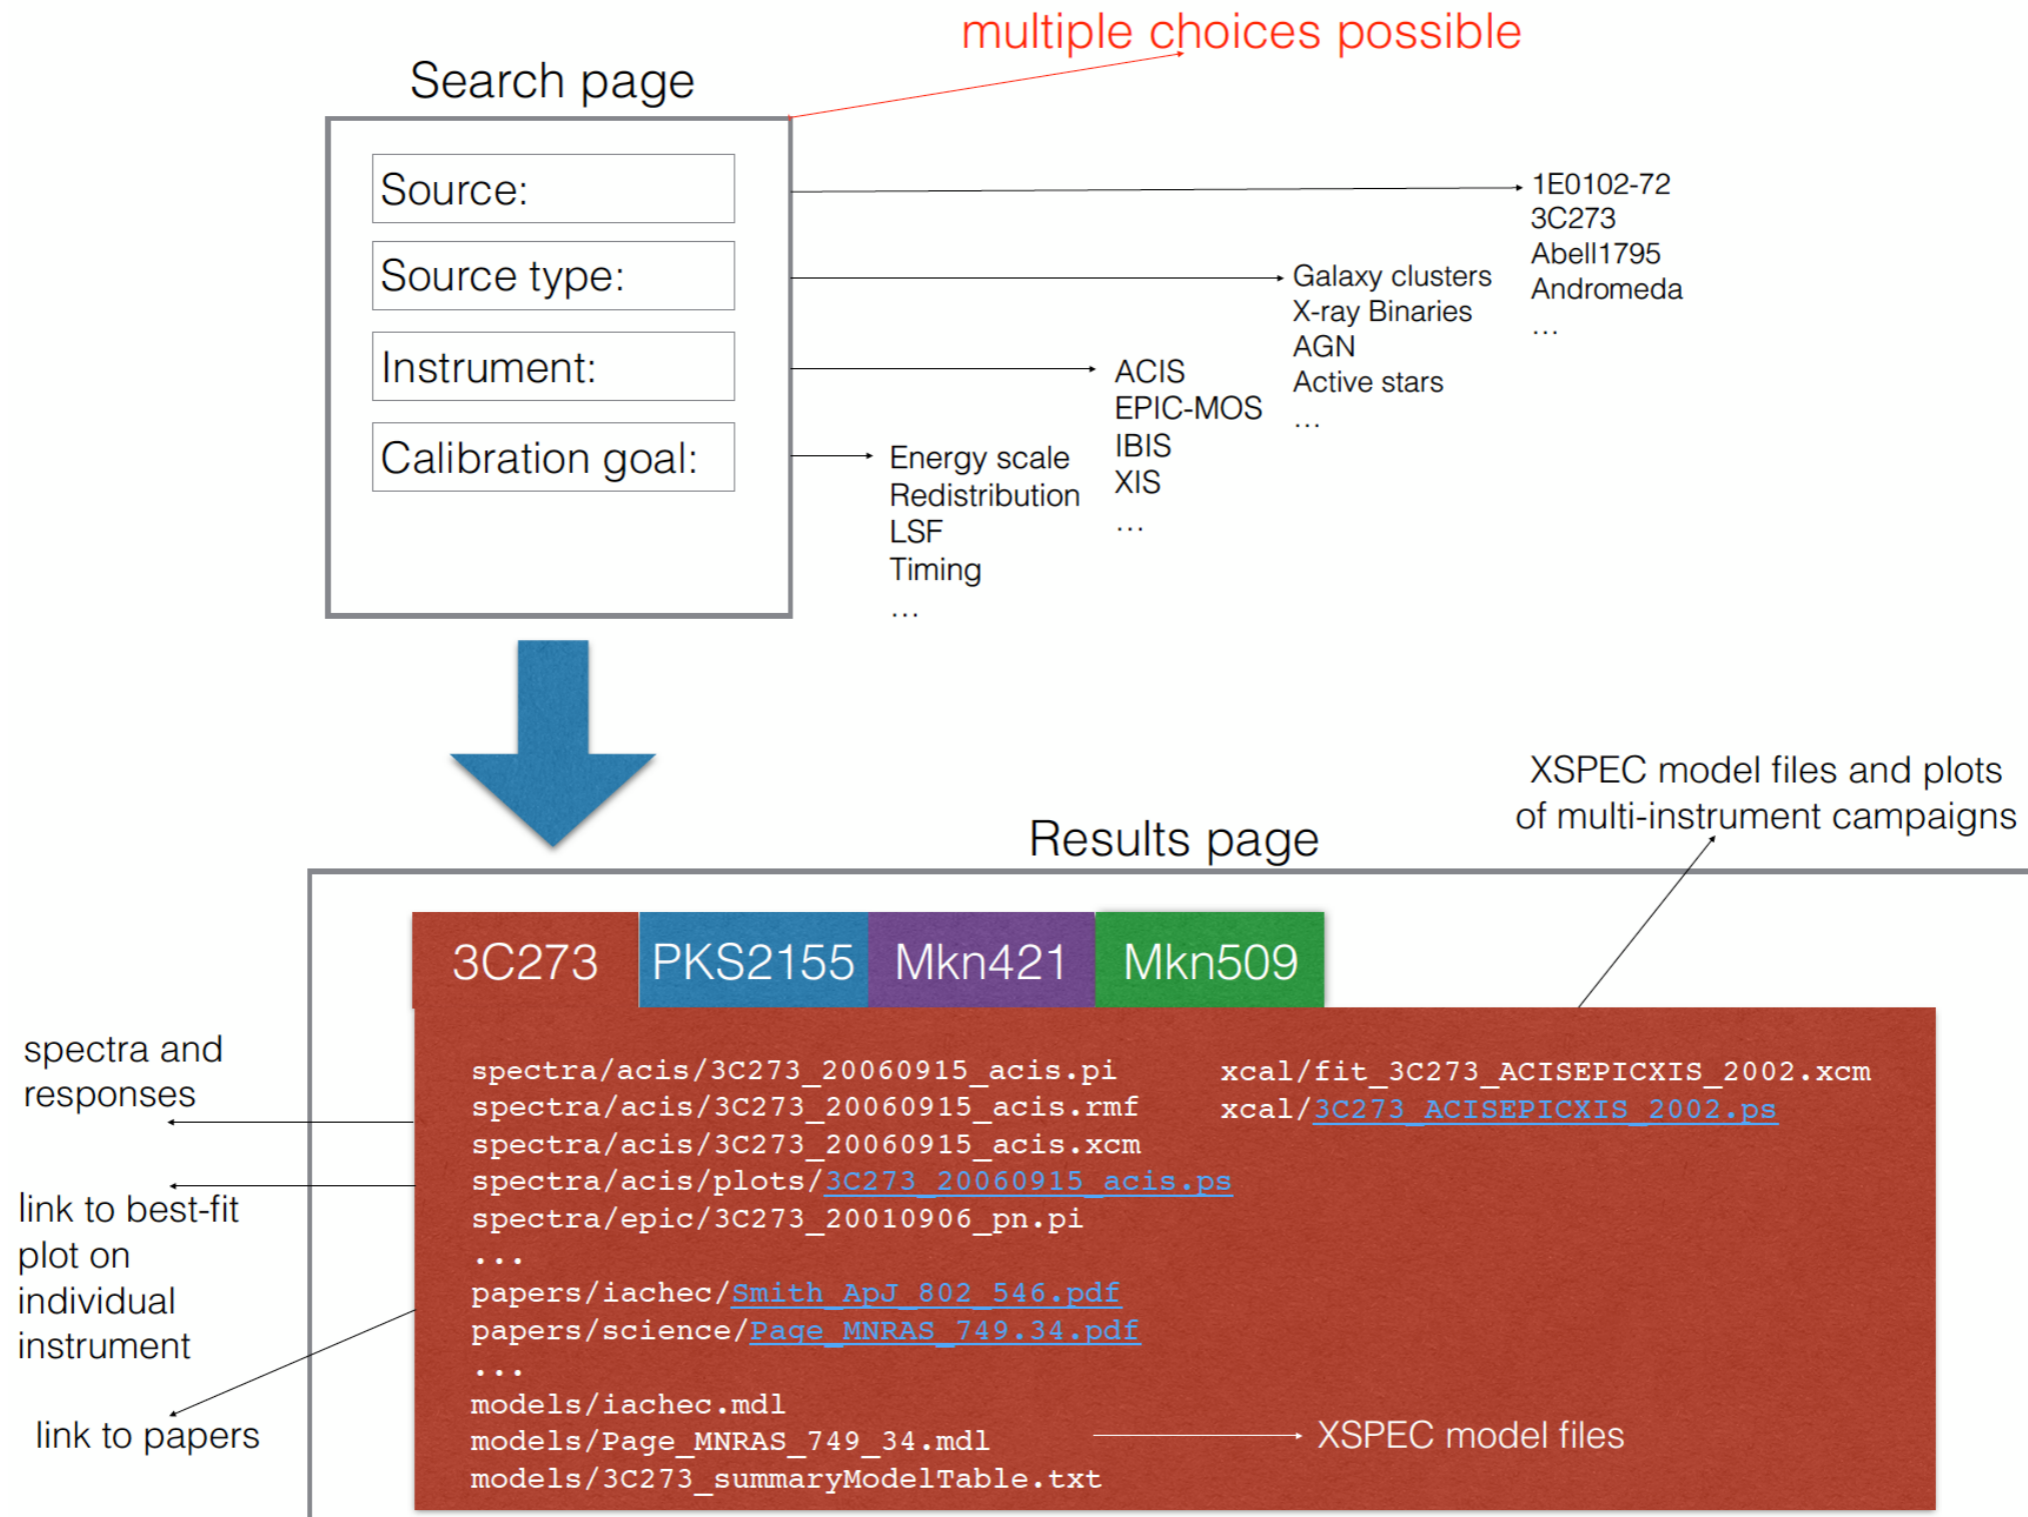 multiple choices possible
Search page
Source:
Source type:
Instrument:
Calibration goal:
1E0102-72
3C273
Abell1795
Andromeda
...
Galaxy clusters
X-ray Binaries
AGN
Active stars
...
ACIS
EPIC-MOS
IBIS
XIS
...
Energy scale
Redistribution
LSF
Timing
...
XSPEC model files and plots
of multi-instrument campaigns
Results page
3C273 PKS2155 Mkn421 Mkn509
spectra and
responses
link to best-fit
plot on
individual
instrument
link to papers
spectra/acis/3C273_20060915_acis.pi
spectra/acis/3C273_20060915_acis.rmf
spectra/acis/3C273_20060915_acis.xcm
spectra/acis/plots/3C273_20060915_acis.ps
spectra/epic/3C273_20010906_pn.pi
...
papers/iachec/Smith_ApJ_802_546.pdf
papers/science/Page_MNRAS_749.34.pdf
...
models/iachec.mdl
models/Page_MNRAS_749_34.mdl
models/3C273_summaryModelTable.txt
xcal/fit_3C273_ACISEPICXIS_2002.xcm
xcal/3C273_ACISEPICXIS_2002.ps
XSPEC model files